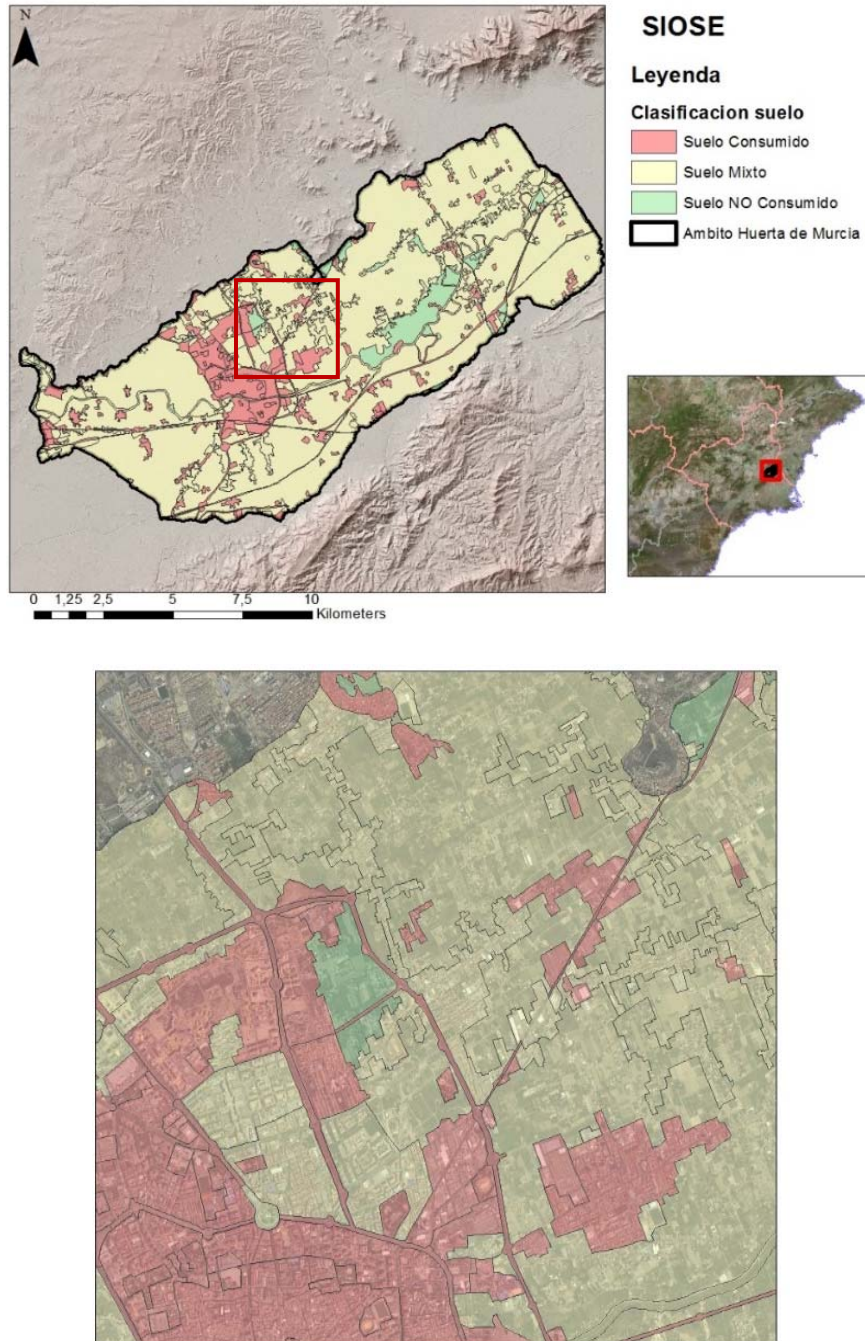 N
SIOSE
Leyenda
Clasificacion suelo
Suelo Consumido
Suelo Mixto
Suelo NO Consumido
Ambito Huerta de Murcia
0 1,25 2,5 5 7,5 10
Kilometers